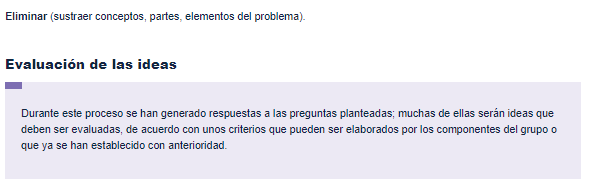 Eliminar (sustraer conceptos, partes, elementos del problema).
Evaluación de las ideas
Durante este proceso se han generado respuestas a las preguntas planteadas; muchas de ellas serán ideas que
deben ser evaluadas, de acuerdo con unos criterios que pueden ser elaborados por los componentes del grupo o
que ya se han establecido con anterioridad.